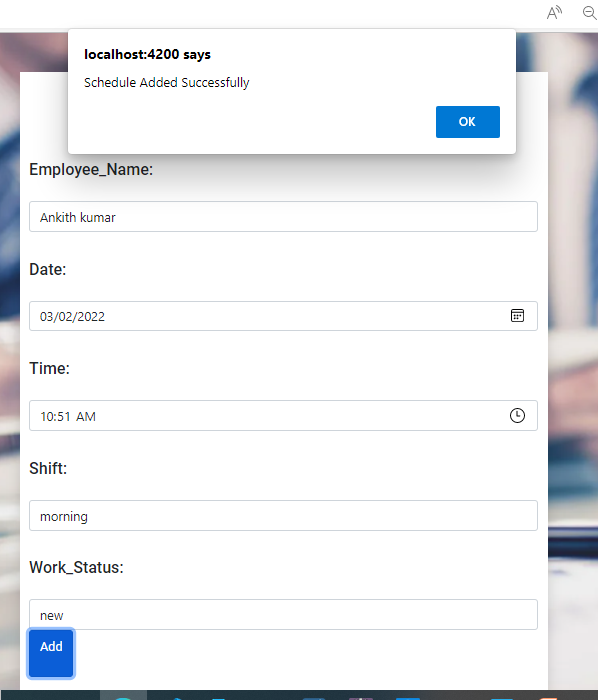 localhost:4200 says
Schedule Added Successfully
OK
Employee_Name:
Ankith kumar
Date:
03/02/2022
Time:
10:51 AM
Shift:
morning
Work_Status:
new
Add